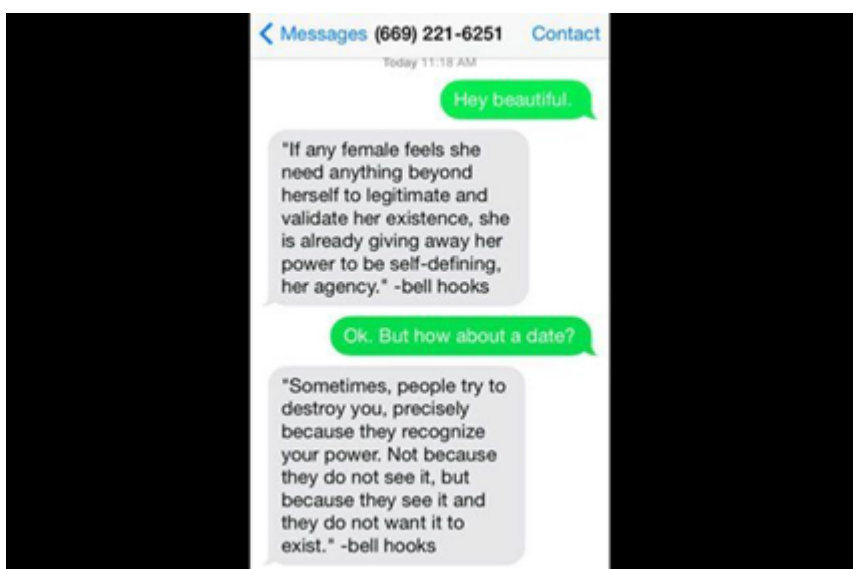 Messages (669) 221-6251 Contact
Today 11:18 AM
Hey beautiful.
"If any female feels she
need anything beyond
herself to legitimate and
validate her existence, she
is already giving away her
power to be self-defining,
her agency." -bell hooks
Ok. But how about a date?
"Sometimes, people try to
destroy you, precisely
because they recognize
your power. Not because
they do not see it, but
because they see it and
they do not want it to
exist." -bell hooks